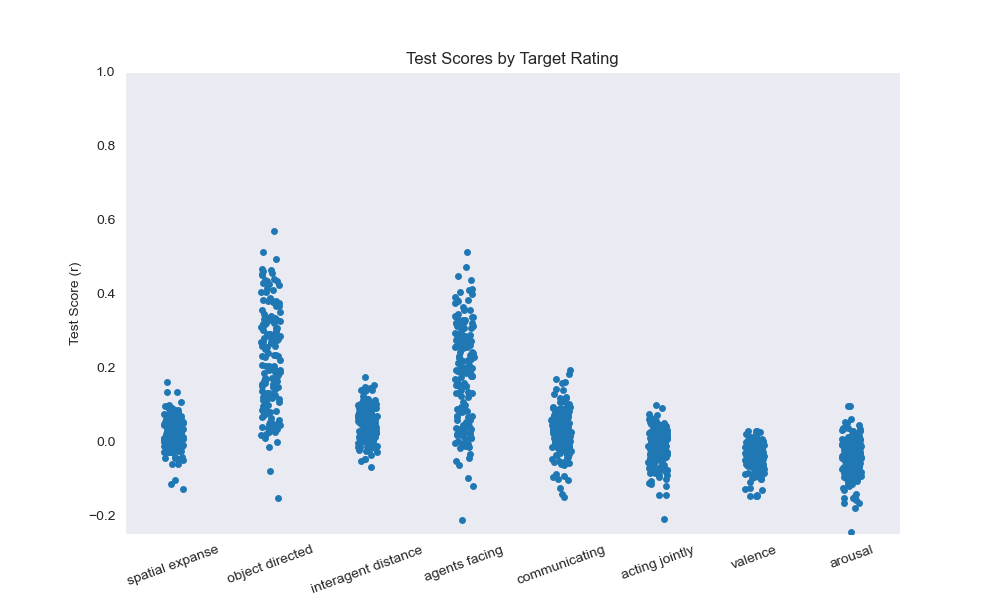 Test Scores by Target Rating
1.0
0.8
0.6
0.4
0.2
0.0
−0.2
Test Score (r)
spatial expanse
object directed
interagent distance
agents facing
communicating
acting jointly
valence
arousal